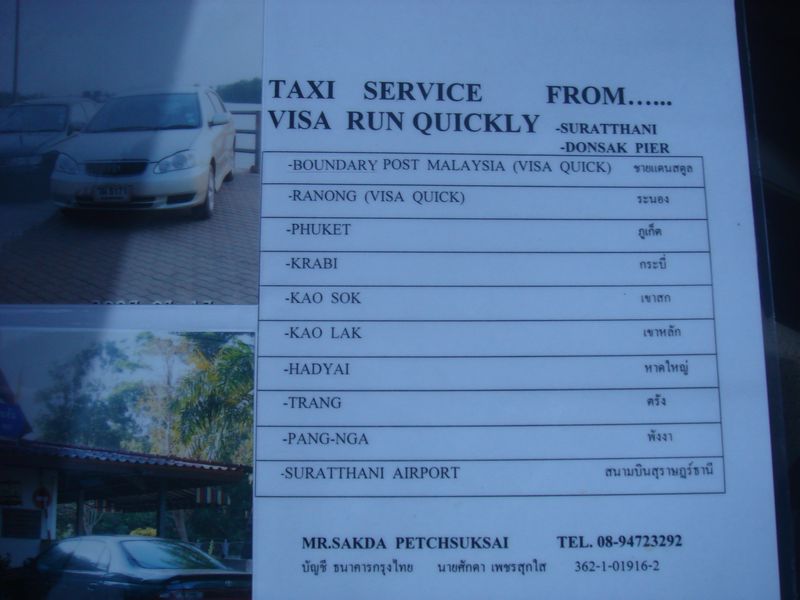 TAXI SERVICE FROM…...
VISA RUN QUICKLY -SURATTHANI
-DONSAK PIER
-BOUNDARY POST MALAYSIA (VISA QUICK) ชายแดนสตูล
-RANONG (VISA QUICK) ระนอง
-PHUKET ภูเก็ต
-KRABI กระบี่
-KAO SOK เขาสก
-KAO LAK เขาหลัก
-HADYAI หาดใหญ่
-TRANG ตรัง
-PANG-NGA พังงา
-SURATTHANI AIRPORT สนามบินสุราษฎร์ธานี
MR.SAKDA PETCHSUKSAI TEL. 08-94723292
บัญชี ธนาคารกรุงไทย นายศักดา เพชรสุกใส 362-1-01916-2